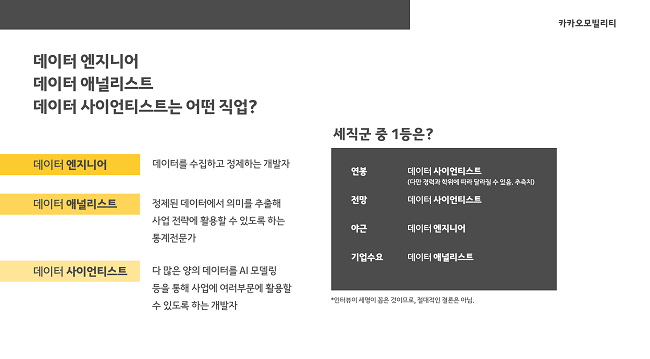 카카오모빌리티
데이터 엔지니어
데이터 애널리스트
데이터 사이언티스트는 어떤 직업?
데이터 엔지니어
데이터를 수집하고 정제하는 개발자
데이터 애널리스트
정제된 데이터에서 의미를 추출해
사업 전략에 활용할 수 있도록 하는
통계전문가
데이터 사이언티스트
다 많은 양의 데이터를 AI 모델링
등을 통해 사업에 여러부문에 활용할
수 있도록 하는 개발자
세직군 중 1등은?
연봉 데이터 사이언티스트
(다만 경력과 학위에 따라 달라질 수 있음. 추측치)
전망 데이터 사이언티스트
야근 데이터 엔지니어
기업수요 데이터 애널리스트
*인터뷰이 세명이 꼽은 것이므로, 절대적인 결론은 아님.